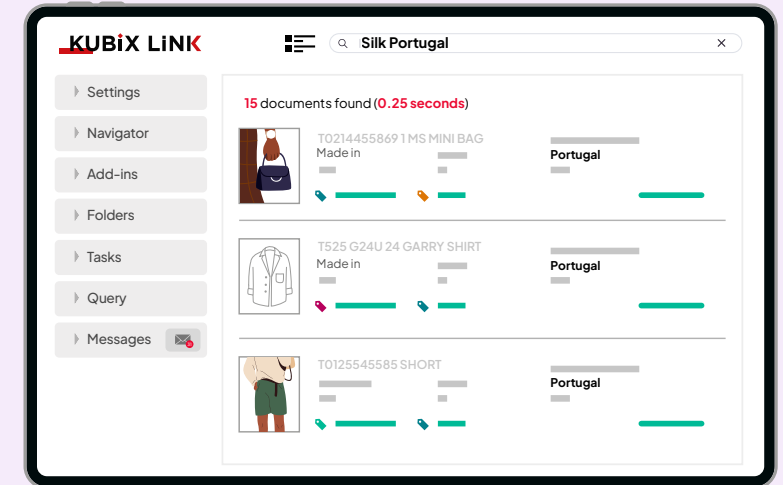 KUBiX LiNK
Silk Portugal
Settings
Navigator
Add-ins
Folders
Tasks
Query
Messages
15 documents found (0.25 seconds)
T0214455869 1 MS MINI BAG
Made in
Portugal
T525 G24U 24 GARRY SHIRT
Made in
Portugal
T0125545585 SHORT
Portugal